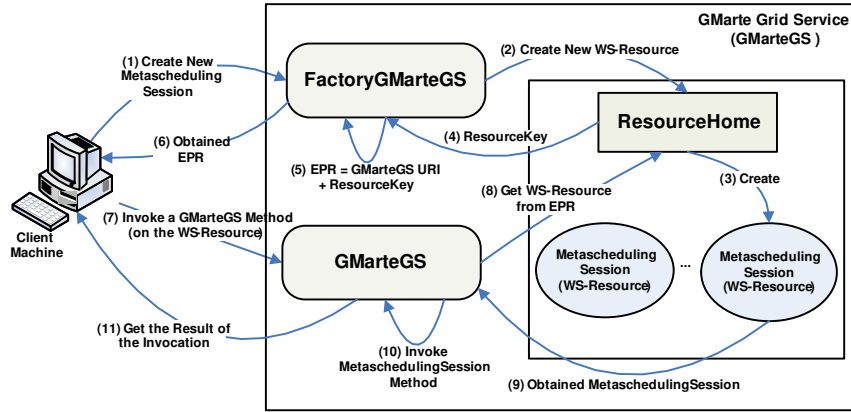 GMarte Grid Service
(GMarteGS )
(1) Create New
Metascheduling
Session
(2) Create New WS-Resource
FactoryGMarteGS
ResourceHome
(4) ResourceKey
(6) Obtained
EPR
(5) EPR = GMarteGS URI
+ ResourceKey
(3) Create
(8) Get WS-Resource
from EPR
(7) Invoke a GMarteGS Method
(on the WS-Resource)
Client
Machine
GMarteGS
Metascheduling
Session
(WS-Resource)
...
Metascheduling
Session
(WS-Resource)
(11) Get the Result of
the Invocation
(10) Invoke
MetaschedulingSession
Method
(9) Obtained MetaschedulingSession